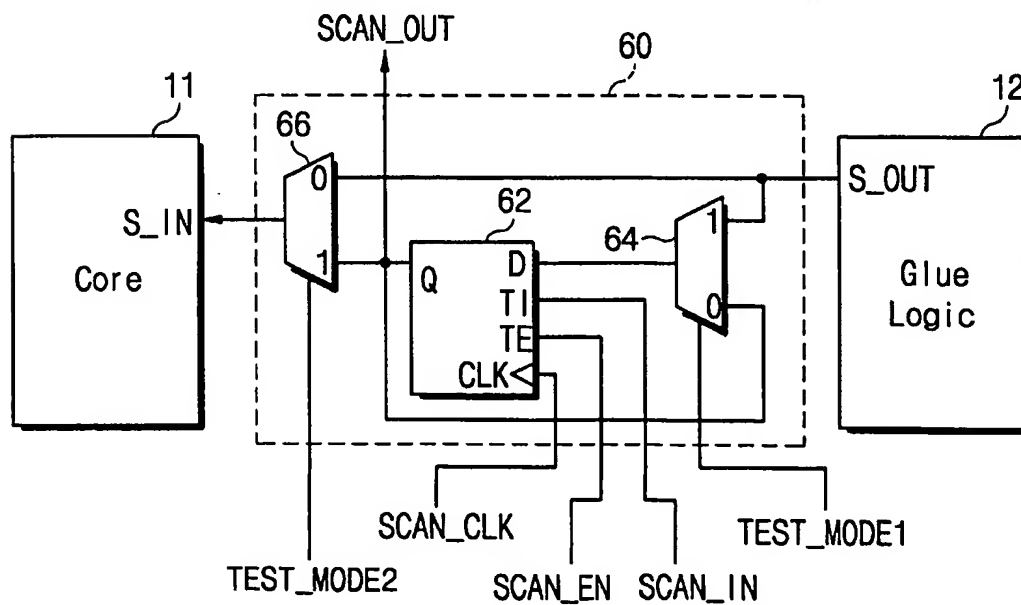 SCAN_OUT
60
11
12
66
0
S_OUT
62
64
1
S_IN
1
Q
D
Core
TI
0
Glue
Logic
TE
CLK
SCAN_CLK
TEST_MODE1
TEST_MODE2
SCAN_EN
SCAN_IN